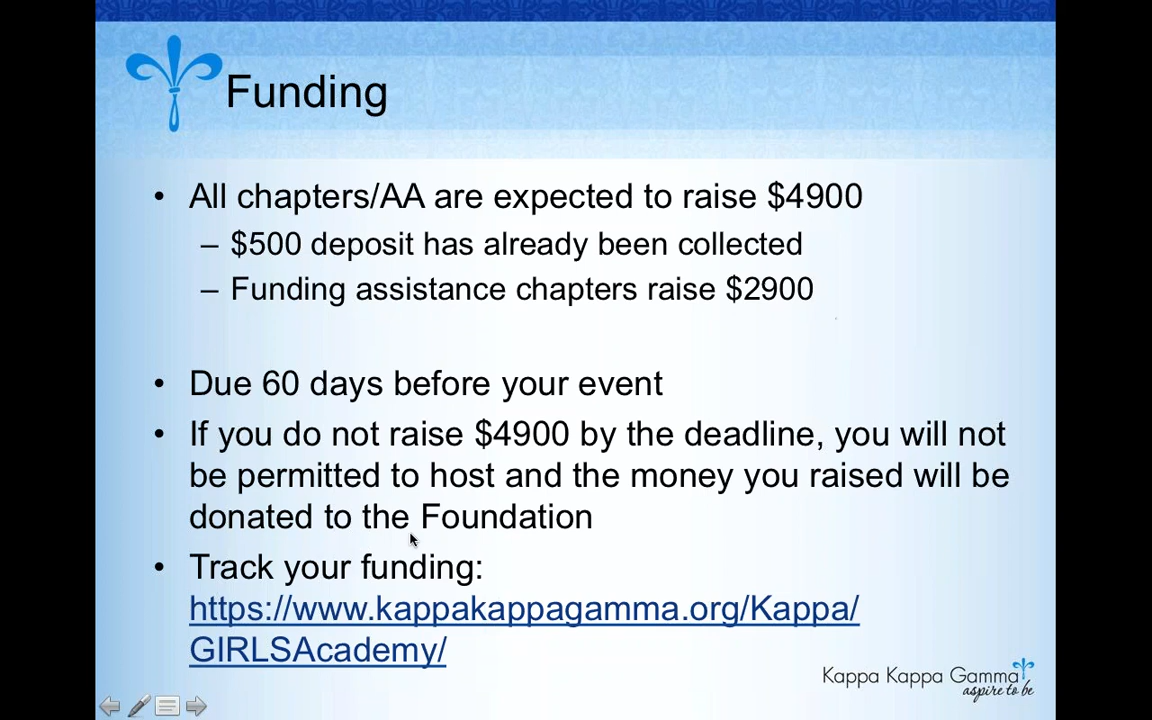 Funding
• All chapters/AA are expected to raise $4900
– $500 deposit has already been collected
– Funding assistance chapters raise $2900
• Due 60 days before your event
• If you do not raise $4900 by the deadline, you will not
be permitted to host and the money you raised will be
donated to the Foundation
• Track your funding:
https://www.kappakappagamma.org/Kappa/
GIRLSAcademy/
Kappa Kappa Gamma
aspire to be